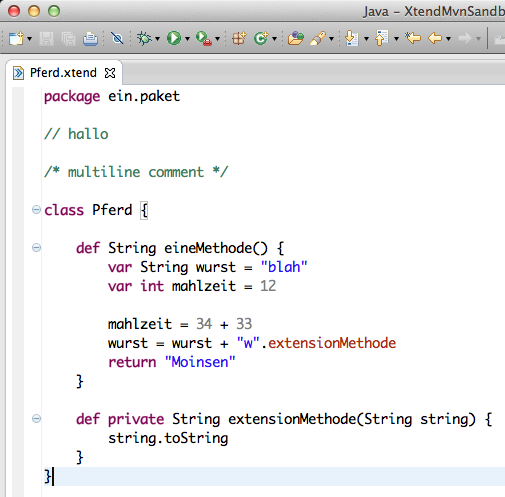 Java – XtendMvnSandb
Pferd.xtend
package ein.paket
// hallo
/* multiline comment */
class Pferd {
def String eineMethode() {
var String wurst = "blah"
var int mahlzeit = 12
mahlzeit = 34 + 33
wurst = wurst + "w".extensionMethode
return "Moinsen"
}
def private String extensionMethode(String string) {
string.toString
}
}